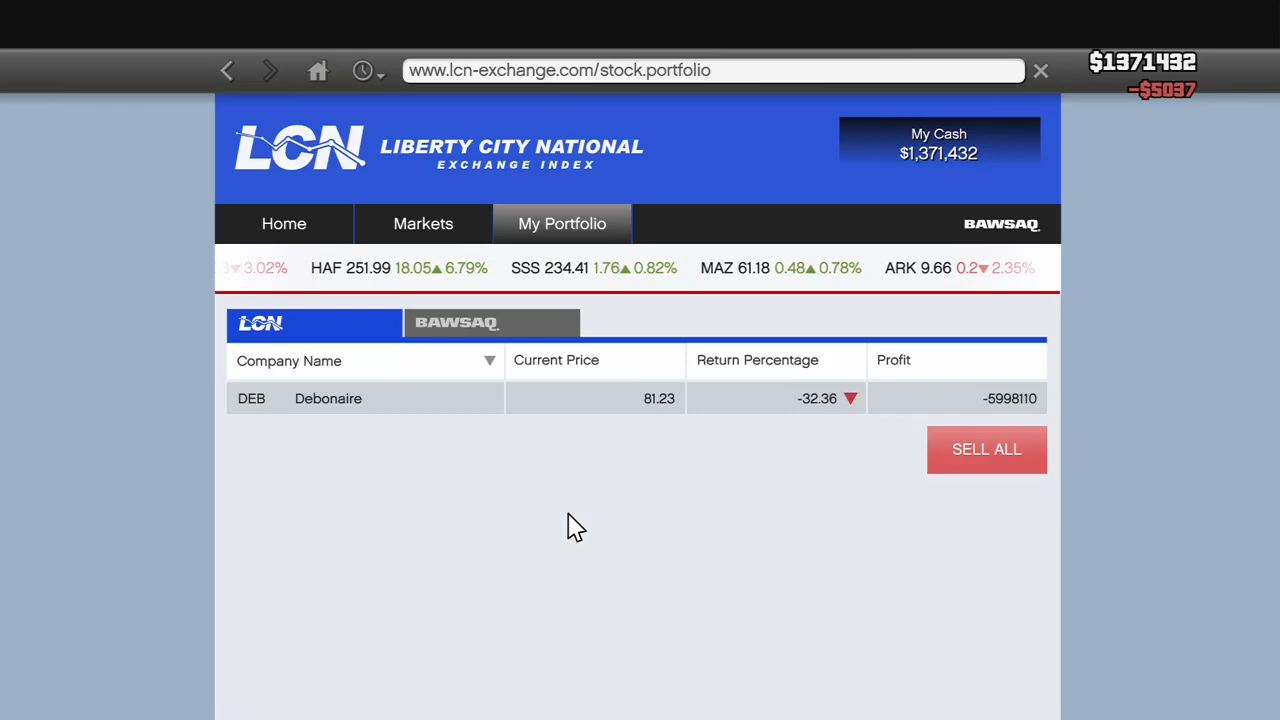 www.lcn-exchange.com/stock.portfolio
$1371432
-$5037
LCN LIBERTY CITY NATIONAL
EXCHANGE INDEX
My Cash
$1,371,432
Home Markets My Portfolio BAWSAQ
3.02% HAF 251.99 18.05 6.79% SSS 234.41 1.76 0.82% MAZ 61.18 0.48 0.78% ARK 9.66 0.2 2.35%
LCN BAWSAQ
Company Name Current Price Return Percentage Profit
DEB Debonaire 81.23 -32.36 -5998110
SELL ALL